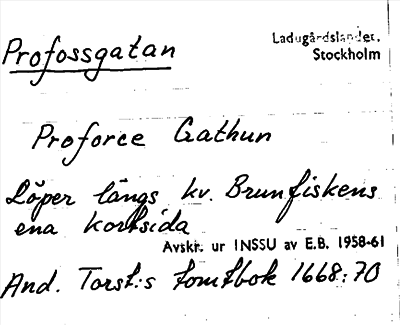 Profossgatan
Ladugårdslandet,
Stockholm
Proforce Gathun
Löper längs kv. Brunfiskens
ena kortsida
Avskr. ur INSSU av E.B. 1958-61
And. Torst:s tomtbok 1668:70